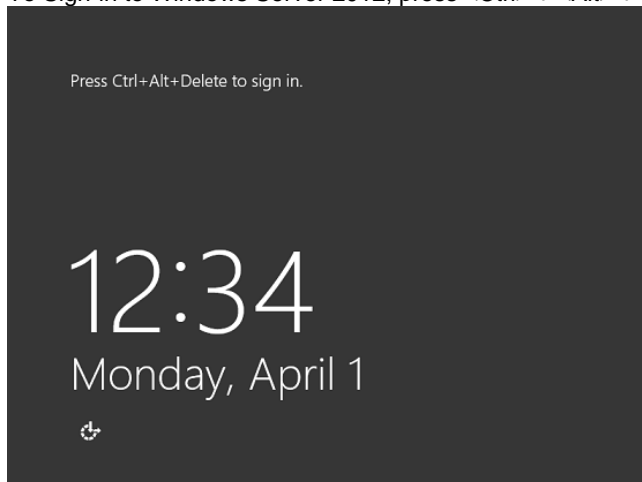 Press Ctrl+Alt+Delete to sign in.
12:34
Monday, April 1